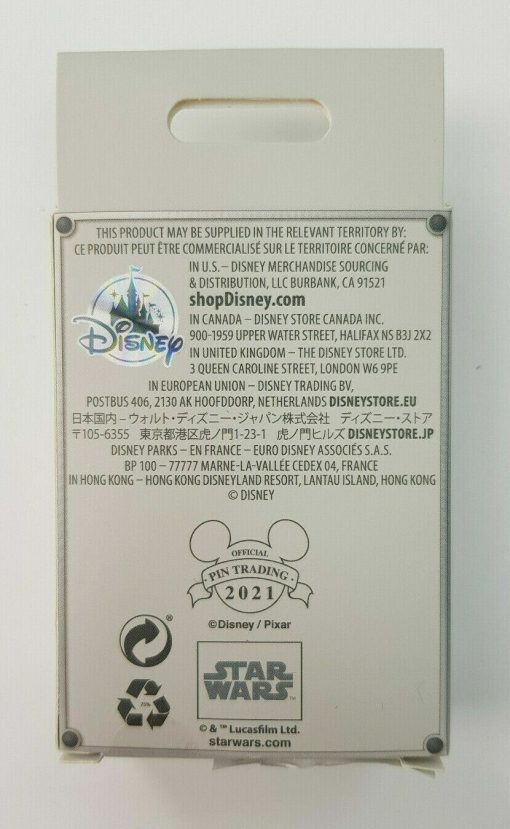 THIS PRODUCT MAY BE SUPPLIED IN THE RELEVANT TERRITORY BY:
CE PRODUIT PEUT ÊTRE COMMERCIALISÉ SUR LE TERRITOIRE CONCERNÉ PAR:
IN U.S. – DISNEY MERCHANDISE SOURCING
& DISTRIBUTION, LLC BURBANK, CA 91521
shopDisney.com
IN CANADA – DISNEY STORE CANADA INC.
900-1959 UPPER WATER STREET, HALIFAX NS B3J 2X2
IN UNITED KINGDOM – THE DISNEY STORE LTD.
3 QUEEN CAROLINE STREET, LONDON W6 9PE
Disney
IN EUROPEAN UNION – DISNEY TRADING BV,
POSTBUS 406, 2130 AK HOOFDDORP, NETHERLANDS DISNEYSTORE.EU
日本国内 – ウォルト・ディズニー・ジャパン株式会社 ディズニー・ストア
〒105-6355 東京都港区虎ノ門1-23-1 虎ノ門ヒルズ DISNEYSTORE.JP
DISNEY PARKS – EN FRANCE – EURO DISNEY ASSOCIÉS S.A.S.
BP 100 – 77777 MARNE-LA-VALLÉE CEDEX 04, FRANCE
IN HONG KONG – HONG KONG DISNEYLAND RESORT, LANTAU ISLAND, HONG KONG
© DISNEY
OFFICIAL
• PIN TRADING •
2021
©Disney / Pixar
®
STAR
WARS™
© & ™ Lucasfilm Ltd.
starwars.com